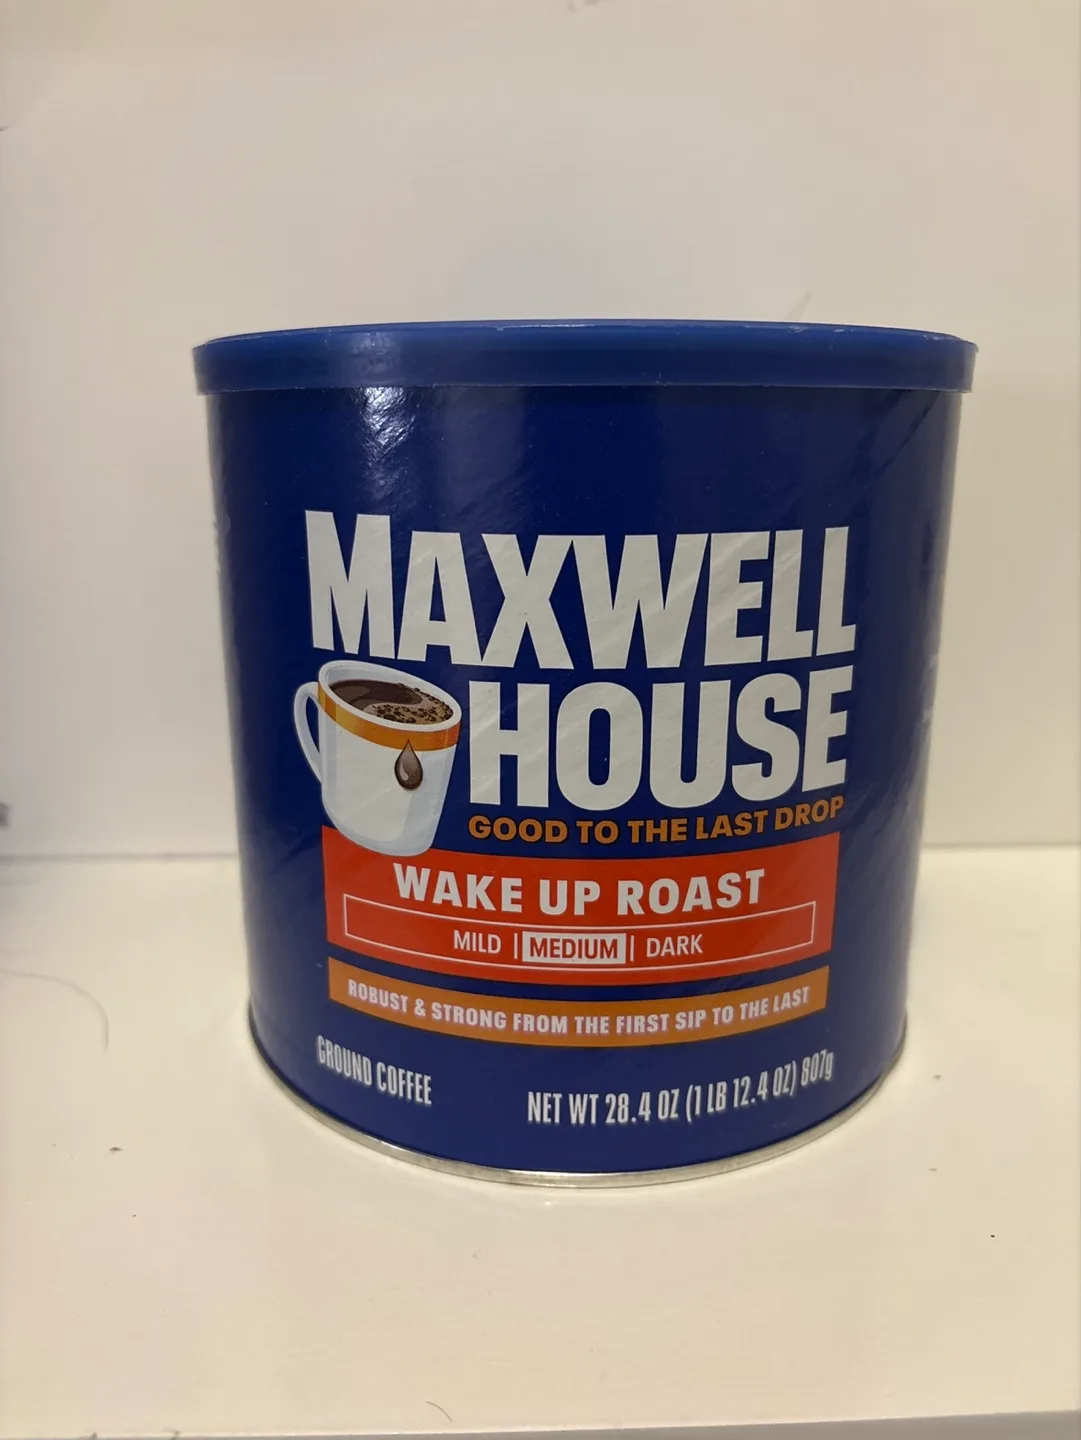 MAXWELL
HOUSE
GOOD TO THE LAST DROP
WAKE UP ROAST
MILD | MEDIUM | DARK
ROBUST & STRONG FROM THE FIRST SIP TO THE LAST
GROUND COFFEE
NET WT 28.4 OZ (1 LB 12.4 OZ) 807g